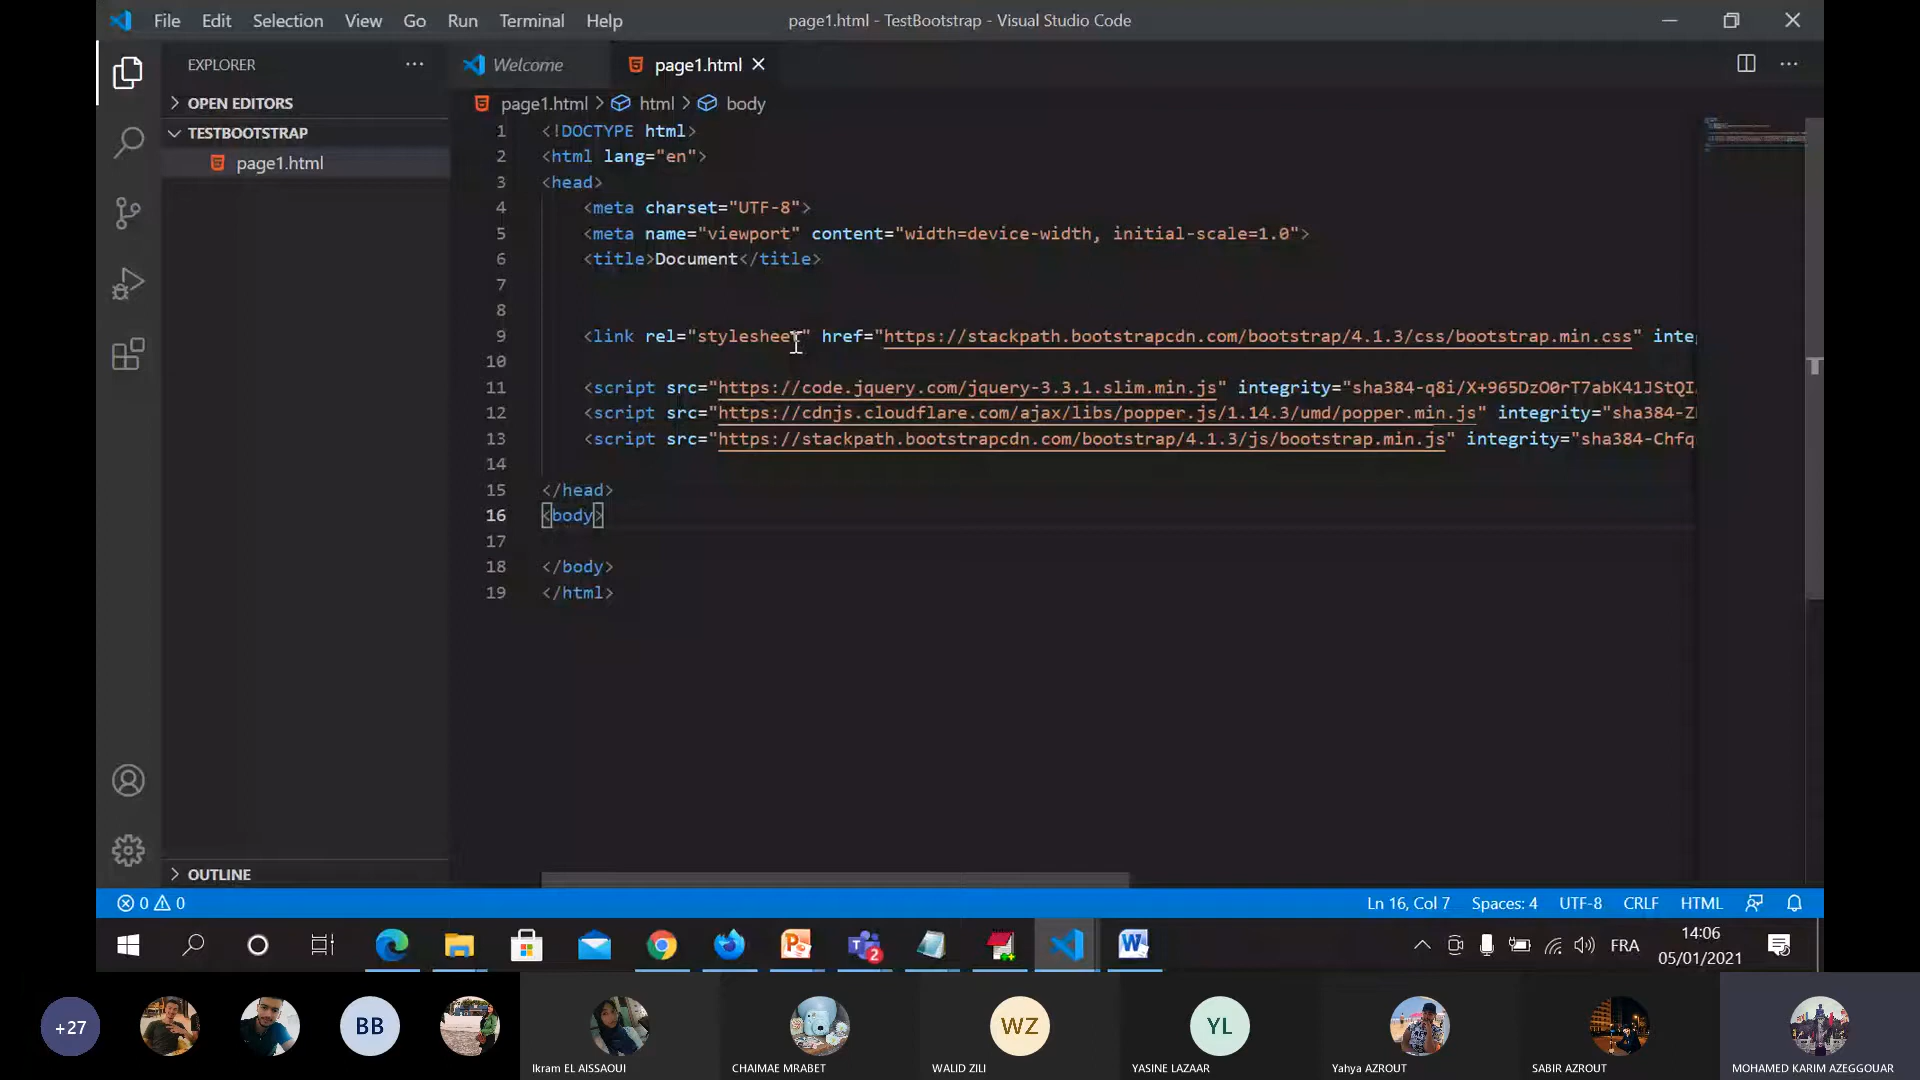 File Edit Selection View Go Run Terminal Help
page1.html - TestBootstrap - Visual Studio Code
EXPLORER
Welcome
page1.html
OPEN EDITORS
page1.html > html > body
TESTBOOTSTRAP
page1.html
1 <!DOCTYPE html>
2 <html lang="en">
3 <head>
4 <meta charset="UTF-8">
5 <meta name="viewport" content="width=device-width, initial-scale=1.0">
6 <title>Document</title>
7
8
9 <link rel="stylesheet" href="https://stackpath.bootstrapcdn.com/bootstrap/4.1.3/css/bootstrap.min.css" inte
10
11 <script src="https://code.jquery.com/jquery-3.3.1.slim.min.js" integrity="sha384-q8i/X+965DzO0rT7abK41JStQI
12 <script src="https://cdnjs.cloudflare.com/ajax/libs/popper.js/1.14.3/umd/popper.min.js" integrity="sha384-Z
13 <script src="https://stackpath.bootstrapcdn.com/bootstrap/4.1.3/js/bootstrap.min.js" integrity="sha384-Chfq
14
15 </head>
16 <body>
17
18 </body>
19 </html>
OUTLINE
0 0
Ln 16, Col 7 Spaces: 4 UTF-8 CRLF HTML
2
FRA
14:06
05/01/2021
+27
BB
WZ
YL
Ikram EL AISSAOUI
CHAIMAE MRABET
WALID ZILI
YASINE LAZAAR
Yahya AZROUT
SABIR AZROUT
MOHAMED KARIM AZEGGOUAR